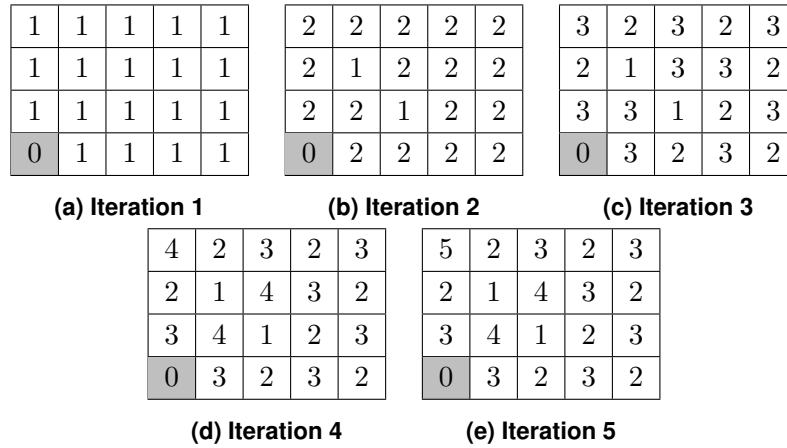 1 1 1 1 1
1 1 1 1 1
1 1 1 1 1
0 1 1 1 1
(a) Iteration 1
2 2 2 2 2
2 1 2 2 2
2 2 1 2 2
0 2 2 2 2
(b) Iteration 2
3 2 3 2 3
2 1 3 3 2
3 3 1 2 3
0 3 2 3 2
(c) Iteration 3
4 2 3 2 3
2 1 4 3 2
3 4 1 2 3
0 3 2 3 2
(d) Iteration 4
5 2 3 2 3
2 1 4 3 2
3 4 1 2 3
0 3 2 3 2
(e) Iteration 5